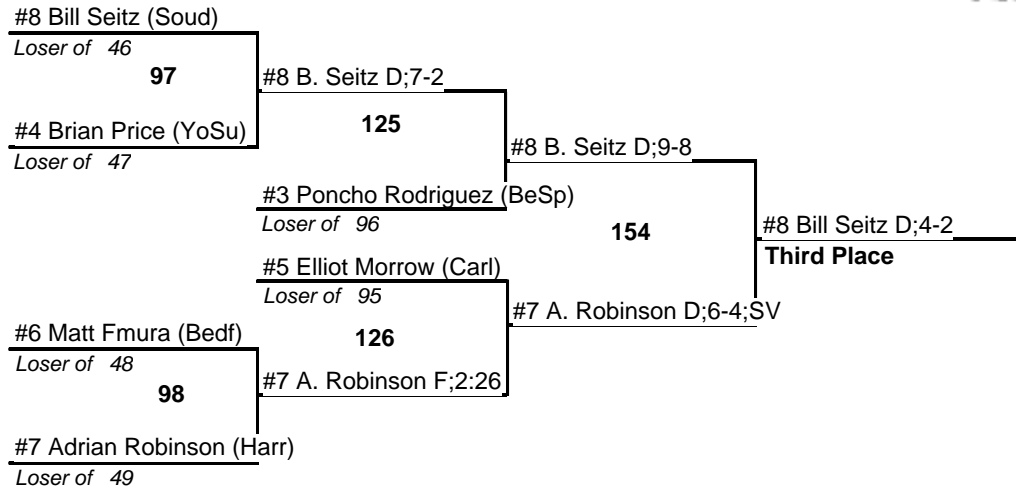 #8 Bill Seitz (Soud)
Loser of 46
97
#8 B. Seitz D;7-2
#4 Brian Price (YoSu)
Loser of 47
125
#8 B. Seitz D;9-8
#3 Poncho Rodriguez (BeSp)
Loser of 96
154
#8 Bill Seitz D;4-2
Third Place
#5 Elliot Morrow (Carl)
Loser of 95
#7 A. Robinson D;6-4;SV
#6 Matt Fmura (Bedf)
Loser of 48
126
98
#7 A. Robinson F;2:26
#7 Adrian Robinson (Harr)
Loser of 49